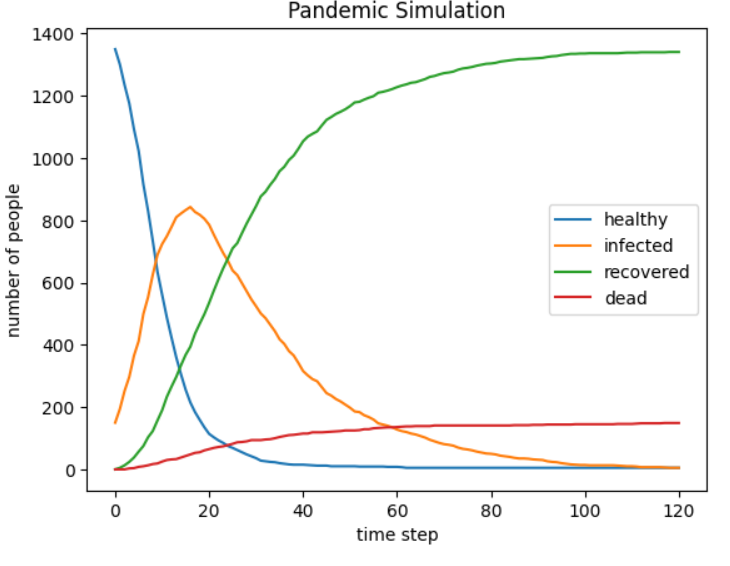 Pandemic Simulation
1400
1200
1000
800
600
400
200
0
number of people
healthy
infected
recovered
dead
0 20 40 60 80 100 120
time step